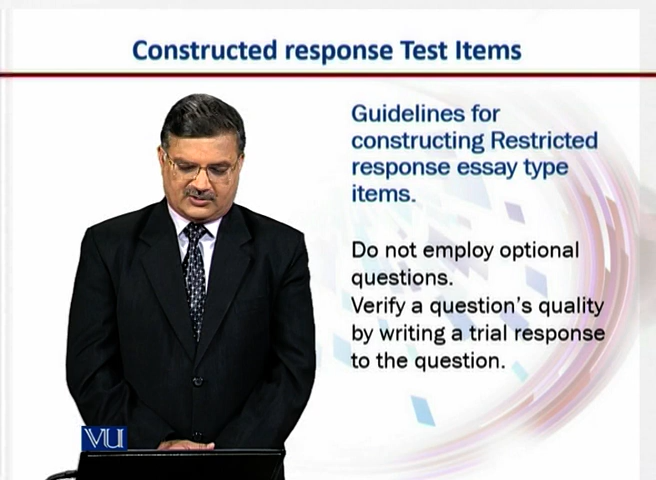 Constructed response Test Items
Guidelines for
constructing Restricted
response essay type
items.
Do not employ optional
questions.
Verify a question's quality
by writing a trial response
to the question.
VU